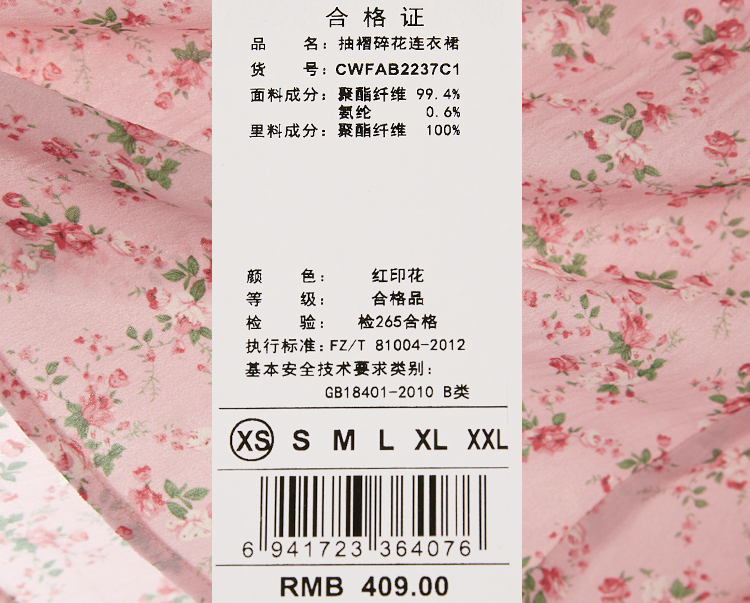 合格证
品 名：抽褶碎花连衣裙
货 号：CWFAB2237C1
面料成分：聚酯纤维 99.4%
氨纶 0.6%
里料成分：聚酯纤维 100%
颜 色： 红印花
等 级： 合格品
检 验： 检265合格
执行标准：FZ/T 81004-2012
基本安全技术要求类别：
GB18401-2010 B类
XS S M L XL XXL
6 941723 364076
RMB 409.00